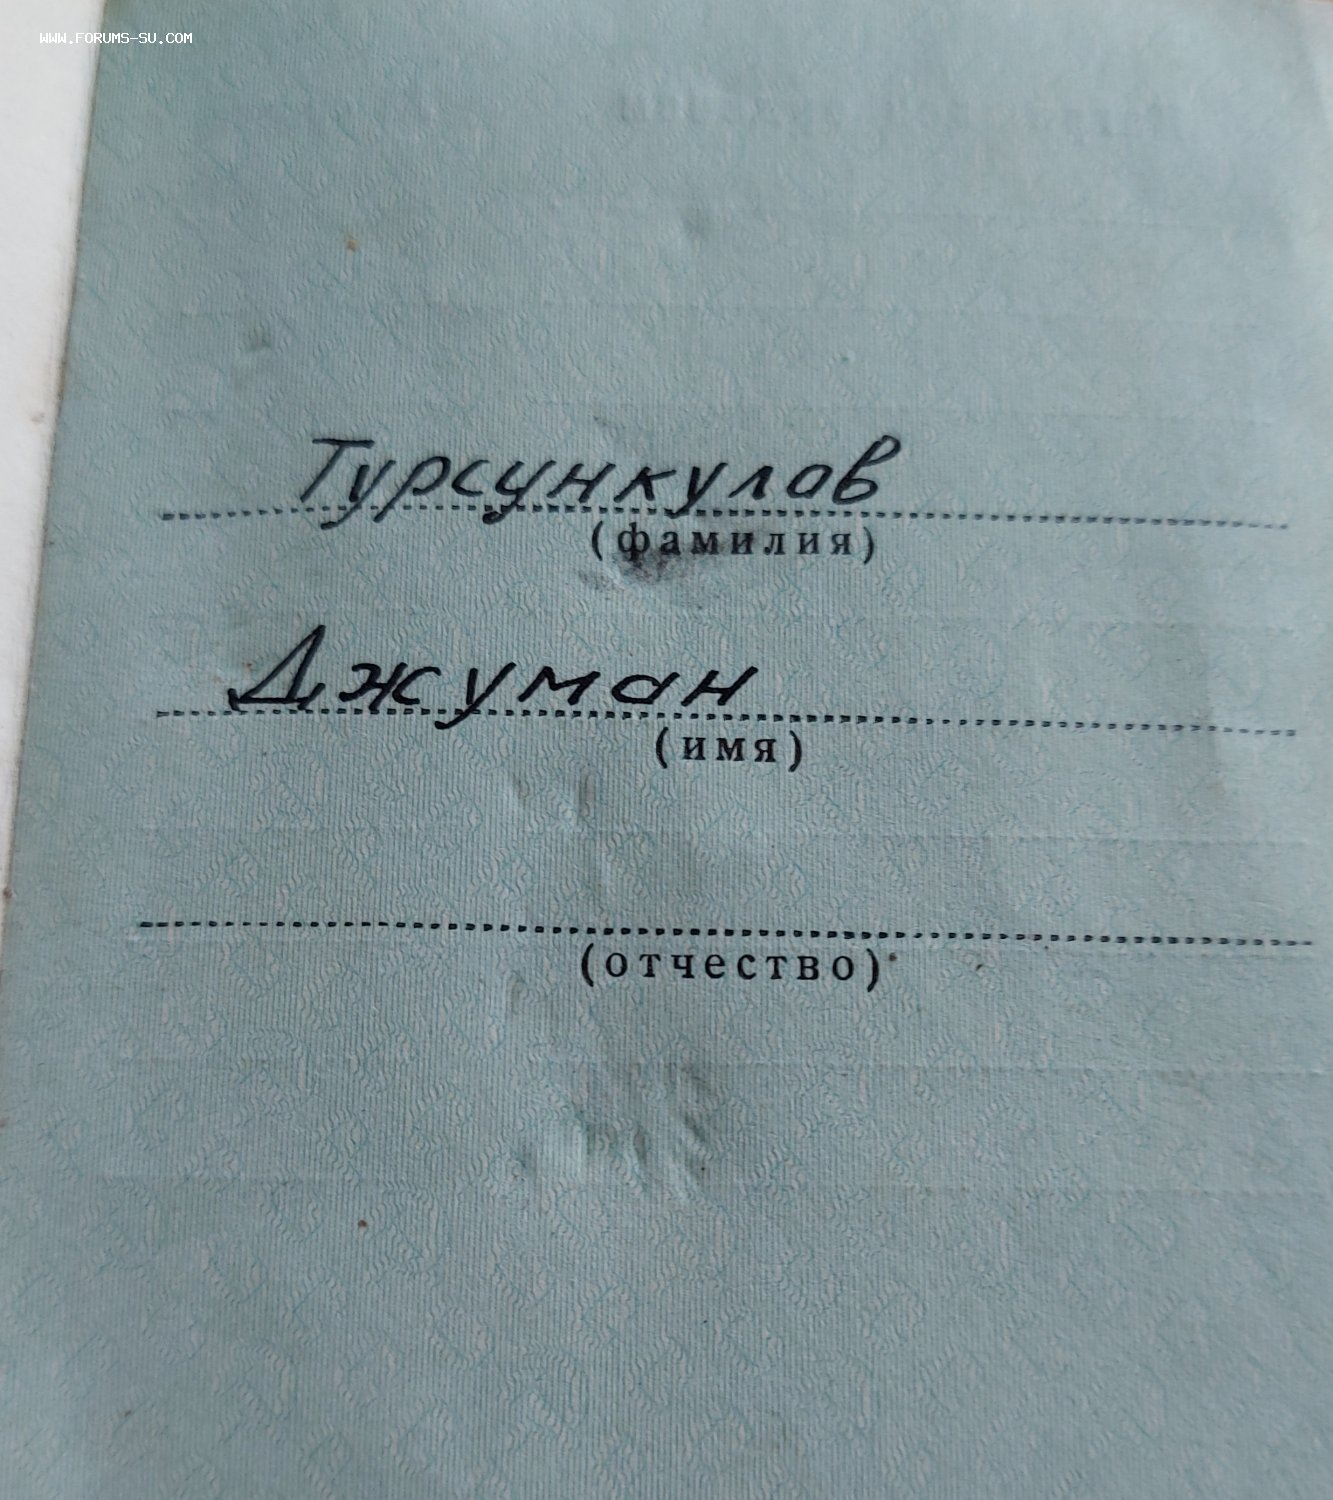 WWW.FORUMS-SU.COM
Турсункулов
(фамилия)
Джуман
(имя)
(отчество)